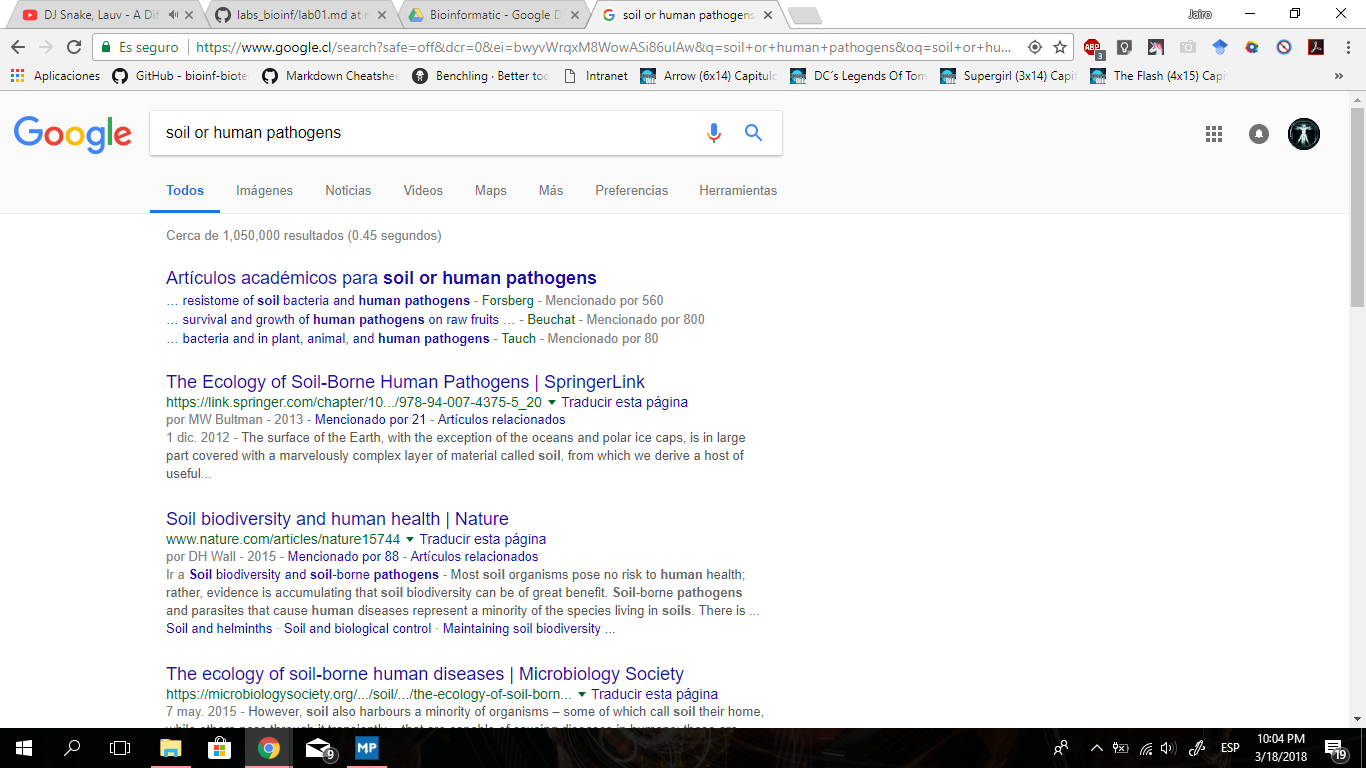 DJ Snake, Lauv - A Dif
labs_bioinf/lab01.md at
Bioinformatic - Google D
soil or human pathogens
Jairo
Es seguro
https://www.google.cl/search?safe=off&dcr=0&ei=bwyvWrqxM8WowASi86uIAw&q=soil+or+human+pathogens&oq=soil+or+hu...
ABP
3
Aplicaciones
GitHub - bioinf-biote
Markdown Cheatshee
Benchling · Better too
Intranet
Arrow (6x14) Capitulo
DC´s Legends Of Tom
Supergirl (3x14) Capi
The Flash (4x15) Capi
»
Google
soil or human pathogens
Todos
Imágenes
Noticias
Videos
Maps
Más
Preferencias
Herramientas
Cerca de 1,050,000 resultados (0.45 segundos)
Artículos académicos para soil or human pathogens
... resistome of soil bacteria and human pathogens - Forsberg - Mencionado por 560
... survival and growth of human pathogens on raw fruits ... - Beuchat - Mencionado por 800
... bacteria and in plant, animal, and human pathogens - Tauch - Mencionado por 80
The Ecology of Soil-Borne Human Pathogens | SpringerLink
https://link.springer.com/chapter/10.../978-94-007-4375-5_20 Traducir esta página
por MW Bultman - 2013 - Mencionado por 21 - Artículos relacionados
1 dic. 2012 - The surface of the Earth, with the exception of the oceans and polar ice caps, is in large
part covered with a marvelously complex layer of material called soil, from which we derive a host of
useful...
Soil biodiversity and human health | Nature
www.nature.com/articles/nature15744 Traducir esta página
por DH Wall - 2015 - Mencionado por 88 - Artículos relacionados
Ir a Soil biodiversity and soil-borne pathogens - Most soil organisms pose no risk to human health;
rather, evidence is accumulating that soil biodiversity can be of great benefit. Soil-borne pathogens
and parasites that cause human diseases represent a minority of the species living in soils. There is ...
Soil and helminths · Soil and biological control · Maintaining soil biodiversity ...
The ecology of soil-borne human diseases | Microbiology Society
https://microbiologysociety.org/.../soil/.../the-ecology-of-soil-born... Traducir esta página
7 may. 2015 - However, soil also harbours a minority of organisms – some of which call soil their home,
9
MP
ESP
10:04 PM
3/18/2018
19